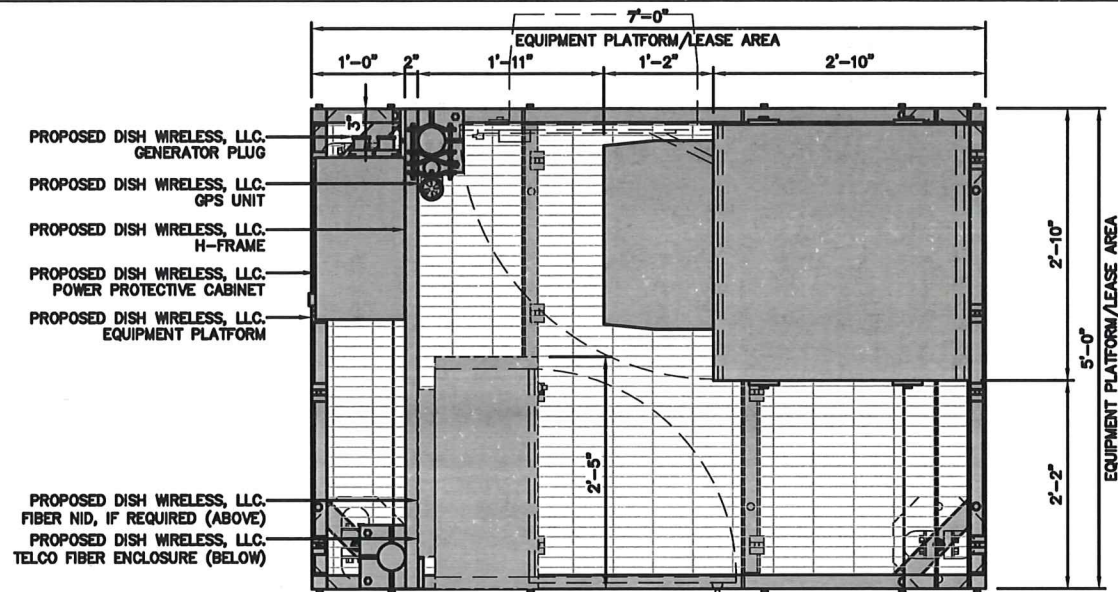 7'-0"
EQUIPMENT PLATFORM/LEASE AREA
1'-0"
2"
1'-11"
1'-2"
2'-10"
3"
PROPOSED DISH WIRELESS, LLC.
GENERATOR PLUG
PROPOSED DISH WIRELESS, LLC.
GPS UNIT
PROPOSED DISH WIRELESS, LLC.
H-FRAME
PROPOSED DISH WIRELESS, LLC.
POWER PROTECTIVE CABINET
PROPOSED DISH WIRELESS, LLC.
EQUIPMENT PLATFORM
PROPOSED DISH WIRELESS, LLC.
FIBER NID, IF REQUIRED (ABOVE)
PROPOSED DISH WIRELESS, LLC.
TELCO FIBER ENCLOSURE (BELOW)
2'-5"
2'-10"
2'-2"
5'-0"
EQUIPMENT PLATFORM/LEASE AREA